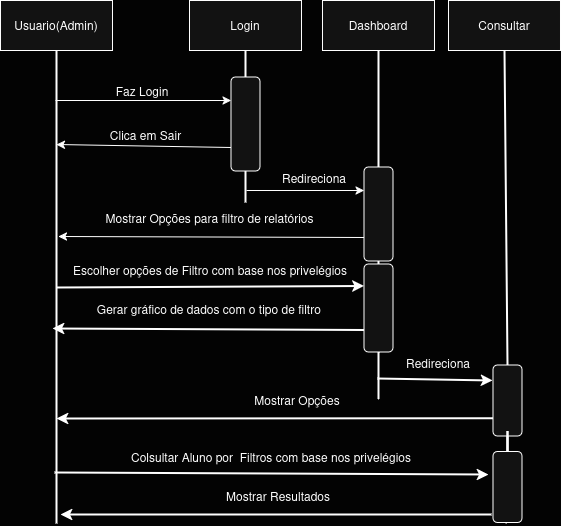 Usuario(Admin)
Login
Dashboard
Consultar
Faz Login
Clica em Sair
Redireciona
Mostrar Opções para filtro de relatórios
Escolher opções de Filtro com base nos privelégios
Gerar gráfico de dados com o tipo de filtro
Redireciona
Mostrar Opções
Colsultar Aluno por Filtros com base nos privelégios
Mostrar Resultados